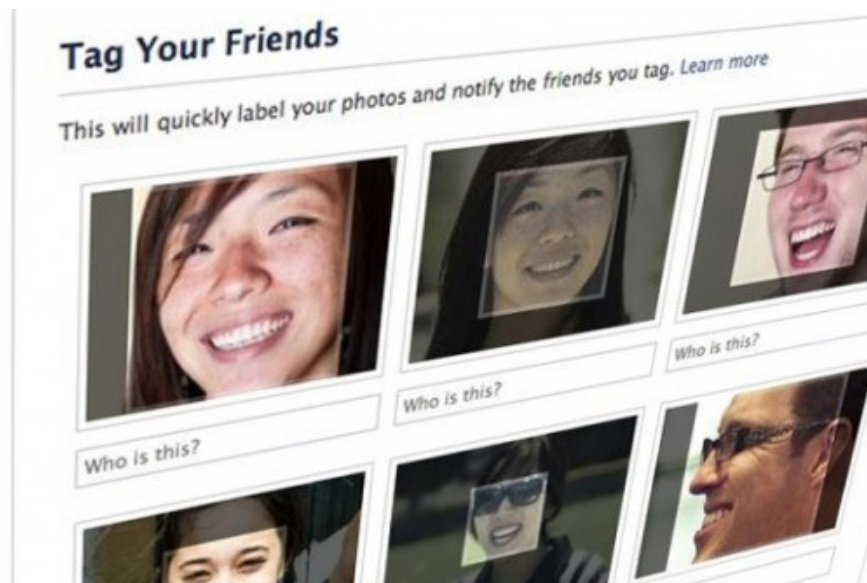 Tag Your Friends
This will quickly label your photos and notify the friends you tag. Learn more
Who is this?
Who is this?
Who is this?